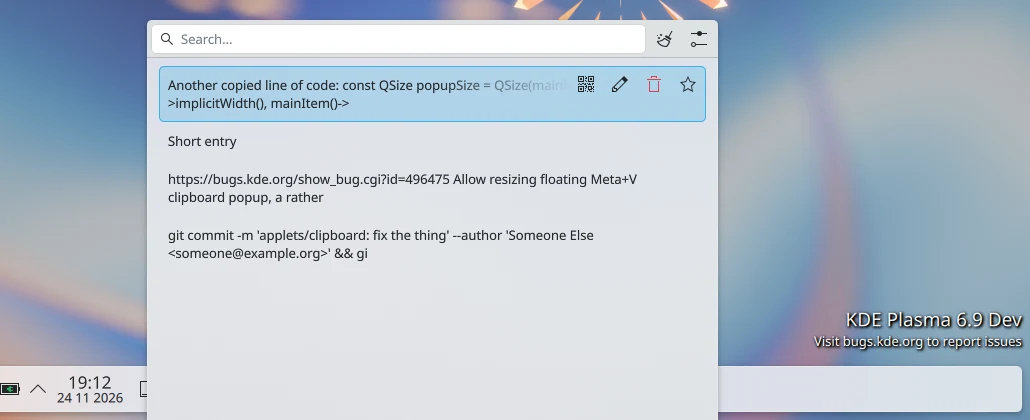 Search...
Another copied line of code: const QSize popupSize = QSize(main
>implicitWidth(), mainItem()->
Short entry
https://bugs.kde.org/show_bug.cgi?id=496475 Allow resizing floating Meta+V
clipboard popup, a rather
git commit -m 'applets/clipboard: fix the thing' --author 'Someone Else
<someone@example.org>' && gi
KDE Plasma 6.9 Dev
Visit bugs.kde.org to report issues
19:12
24 11 2026